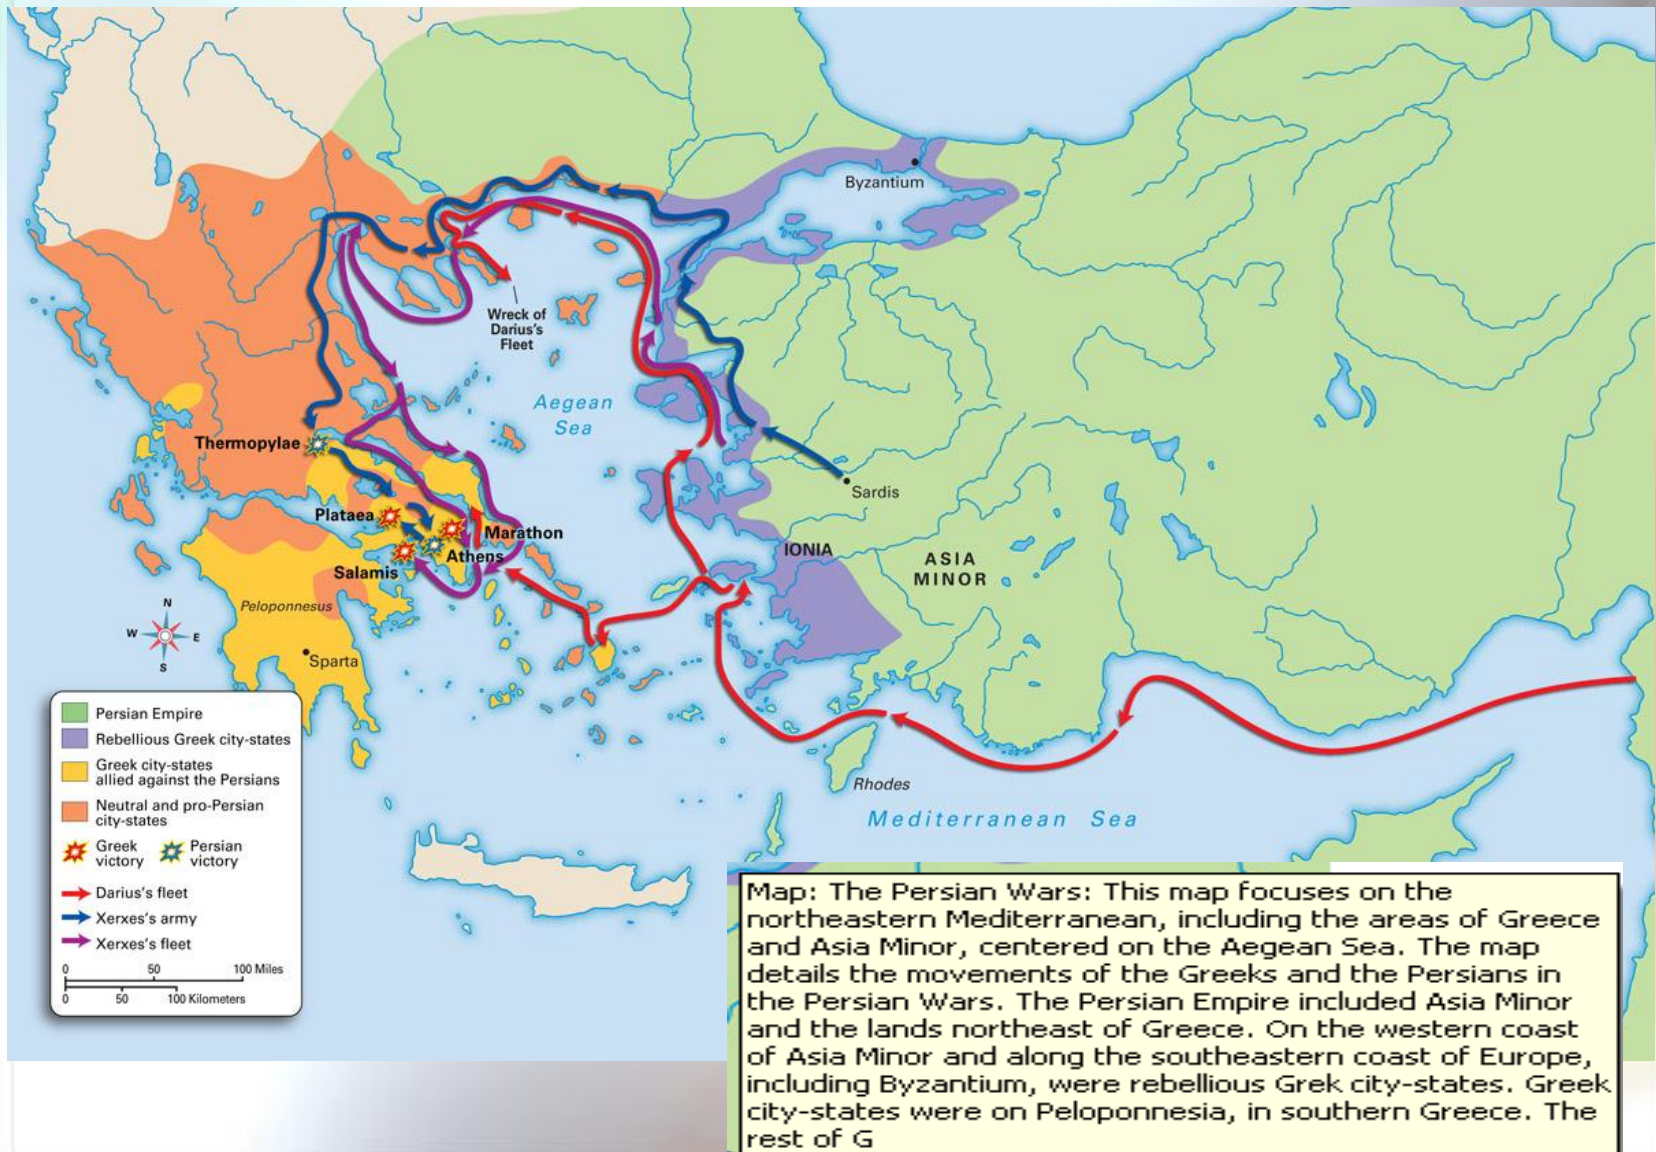 Byzantium
Wreck of
Darius's
Fleet
Aegean
Sea
Thermopylae
Sardis
Plataea
Marathon
Athens
Salamis
IONIA
ASIA
MINOR
Peloponnesus
Sparta
N
W
E
S
Rhodes
Mediterranean Sea
Persian Empire
Rebellious Greek city-states
Greek city-states
allied against the Persians
Neutral and pro-Persian
city-states
Greek
victory
Persian
victory
Darius's fleet
Xerxes's army
Xerxes's fleet
0 50 100 Miles
0 50 100 Kilometers
Map: The Persian Wars: This map focuses on the
northeastern Mediterranean, including the areas of Greece
and Asia Minor, centered on the Aegean Sea. The map
details the movements of the Greeks and the Persians in
the Persian Wars. The Persian Empire included Asia Minor
and the lands northeast of Greece. On the western coast
of Asia Minor and along the southeastern coast of Europe,
including Byzantium, were rebellious Grek city-states. Greek
city-states were on Peloponnesia, in southern Greece. The
rest of G